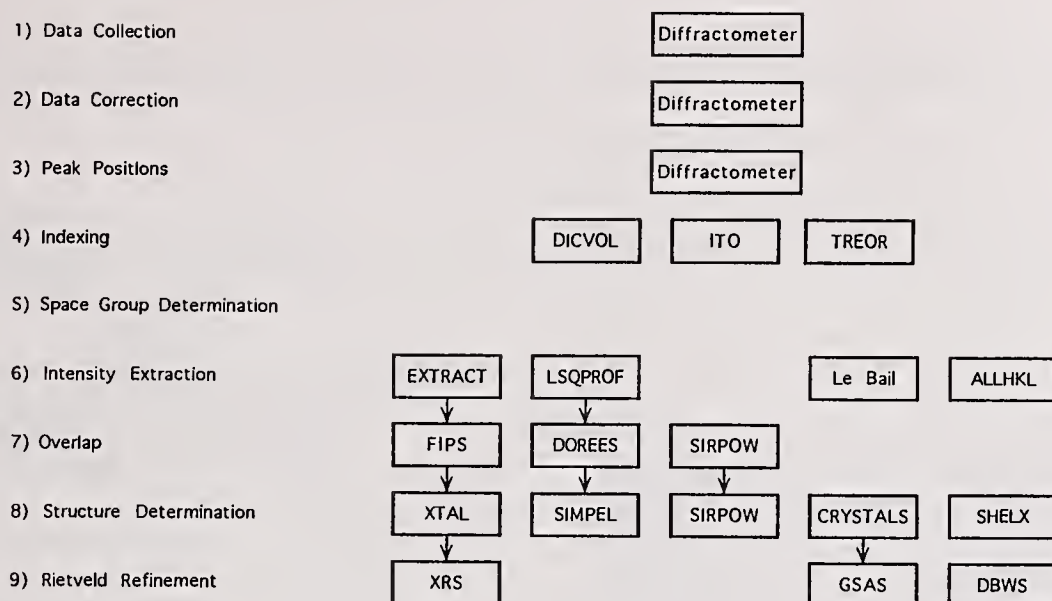 1) Data Collection Diffractometer
2) Data Correction Diffractometer
3) Peak Positions Diffractometer
4) Indexing DICVOL ITO TREOR
S) Space Group Determination
6) Intensity Extraction EXTRACT LSQPROF Le Bail ALLHKL
7) Overlap FIPS DOREES SIRPOW
8) Structure Determination XTAL SIMPEL SIRPOW CRYSTALS SHELX
9) Rietveld Refinement XRS GSAS DBWS